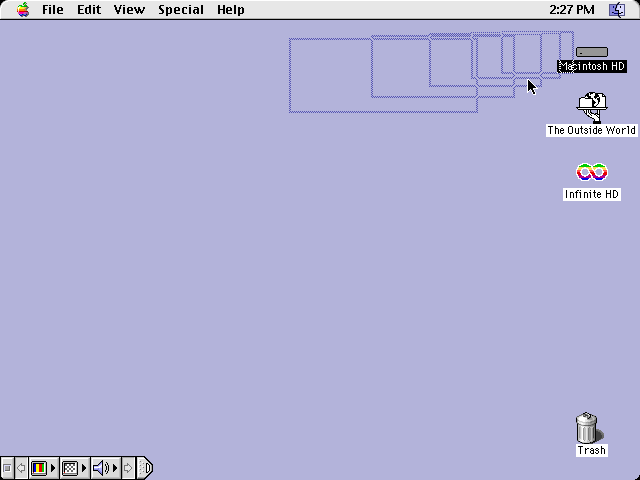 File Edit View Special Help 2:27 PM
Macintosh HD
The Outside World
Infinite HD
Trash